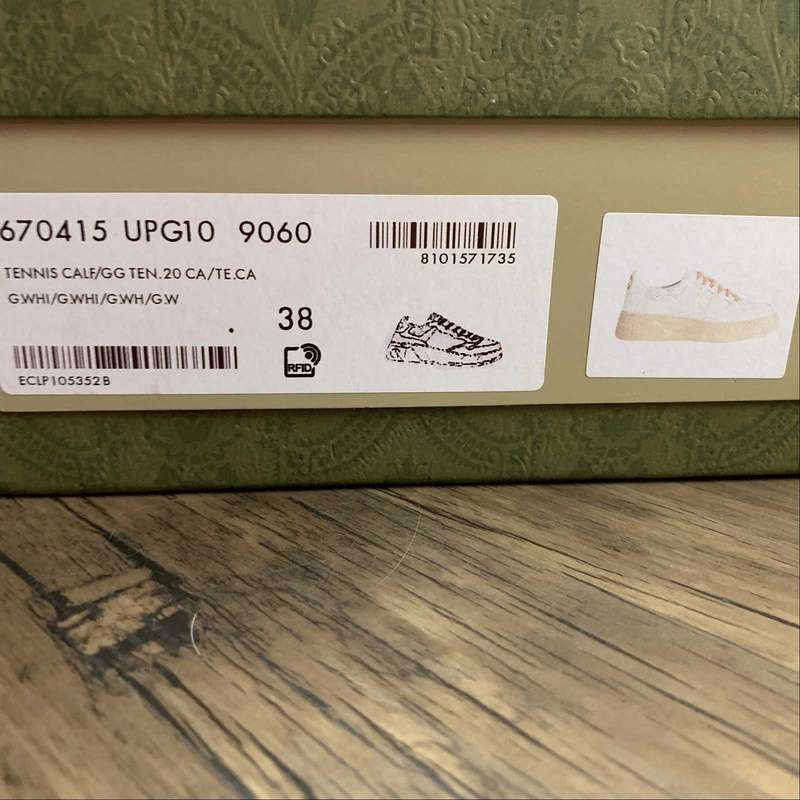 670415 UPG10 9060
8101571735
TENNIS CALF/GG TEN.20 CA/TE.CA
G.WHI/G.WHI/G.WH/G.W
38
RFID
ECLP105352B